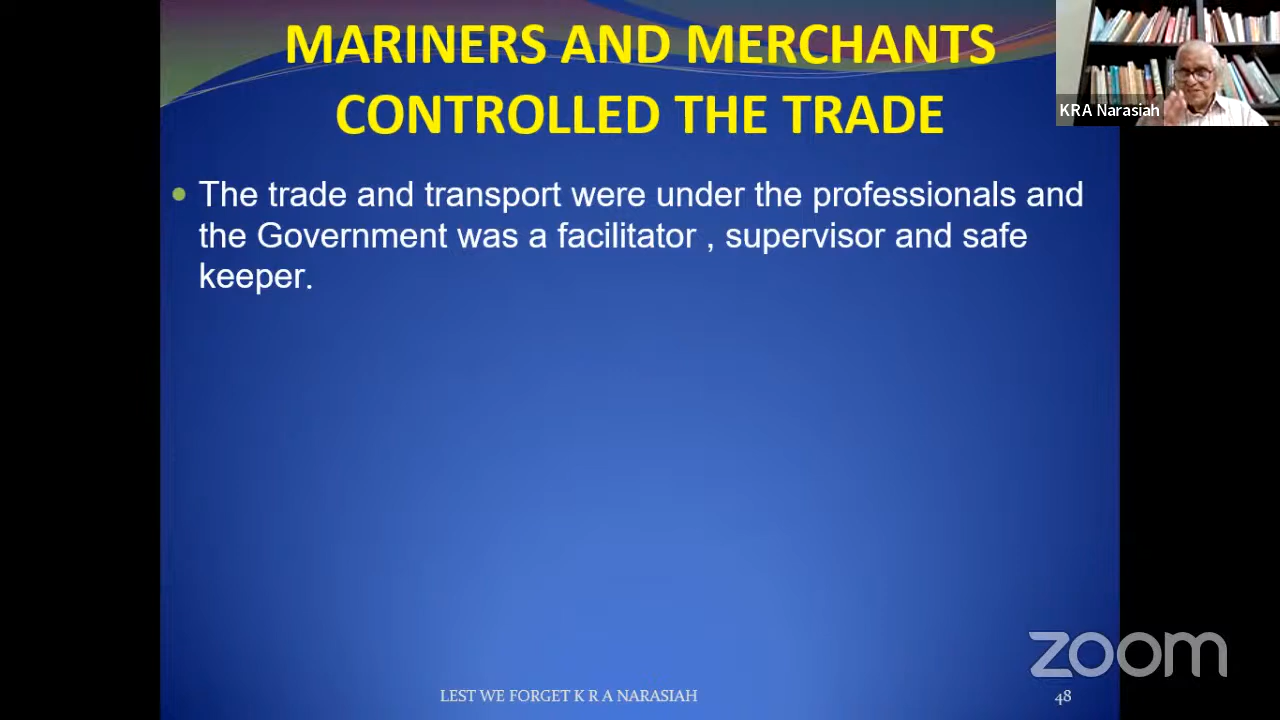 MARINERS AND MERCHANTS
CONTROLLED THE TRADE
KRA Narasiah
• The trade and transport were under the professionals and
the Government was a facilitator , supervisor and safe
keeper.
zoom
LEST WE FORGET K R A NARASIAH
48